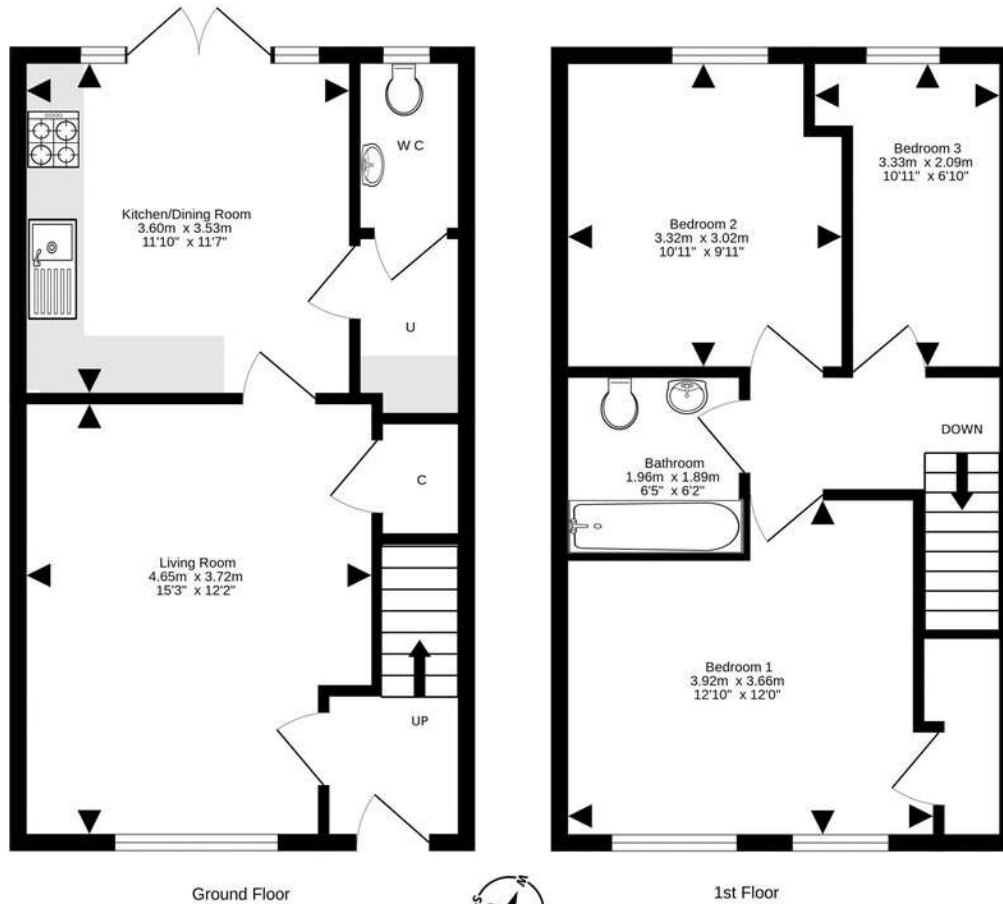 Kitchen/Dining Room
3.60m x 3.53m
11'10" x 11'7"
W C
U
C
Living Room
4.65m x 3.72m
15'3" x 12'2"
UP
Ground Floor
Bedroom 2
3.32m x 3.02m
10'11" x 9'11"
Bedroom 3
3.33m x 2.09m
10'11" x 6'10"
Bathroom
1.96m x 1.89m
6'5" x 6'2"
DOWN
Bedroom 1
3.92m x 3.66m
12'10" x 12'0"
1st Floor
S
W